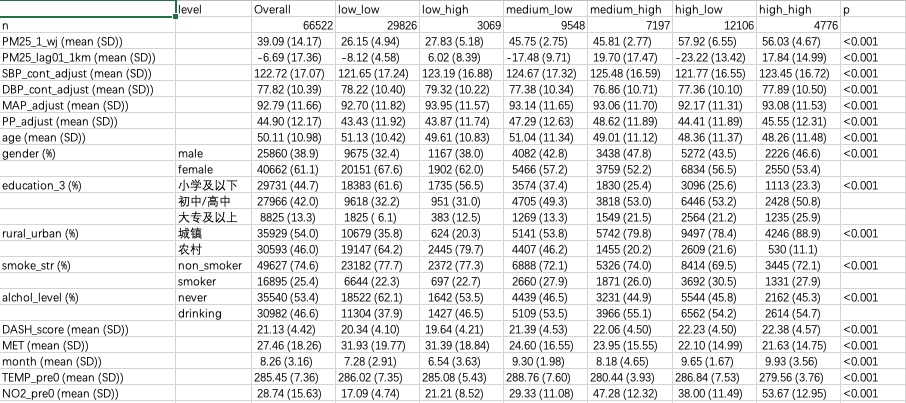 level Overall low_low low_high medium_low medium_high high_low high_high p
n 66522 29826 3069 9548 7197 12106 4776
PM25_1_wj (mean (SD)) 39.09 (14.17) 26.15 (4.94) 27.83 (5.18) 45.75 (2.75) 45.81 (2.77) 57.92 (6.55) 56.03 (4.67) <0.001
PM25_lag01_1km (mean (SD)) -6.69 (17.36) -8.12 (4.58) 6.02 (8.39) -17.48 (9.71) 19.70 (17.47) -23.22 (13.42) 17.84 (14.99) <0.001
SBP_cont_adjust (mean (SD)) 122.72 (17.07) 121.65 (17.24) 123.19 (16.88) 124.67 (17.32) 125.48 (16.59) 121.77 (16.55) 123.45 (16.72) <0.001
DBP_cont_adjust (mean (SD)) 77.82 (10.39) 78.22 (10.40) 79.32 (10.22) 77.38 (10.34) 76.86 (10.71) 77.36 (10.10) 77.89 (10.50) <0.001
MAP_adjust (mean (SD)) 92.79 (11.66) 92.70 (11.82) 93.95 (11.57) 93.14 (11.65) 93.06 (11.70) 92.17 (11.31) 93.08 (11.53) <0.001
PP_adjust (mean (SD)) 44.90 (12.17) 43.43 (11.92) 43.87 (11.74) 47.29 (12.63) 48.62 (11.89) 44.41 (11.89) 45.55 (12.31) <0.001
age (mean (SD)) 50.11 (10.98) 51.13 (10.42) 49.61 (10.83) 51.04 (11.34) 49.01 (11.12) 48.36 (11.37) 48.26 (11.48) <0.001
gender (%) male 25860 (38.9) 9675 (32.4) 1167 (38.0) 4082 (42.8) 3438 (47.8) 5272 (43.5) 2226 (46.6) <0.001
female 40662 (61.1) 20151 (67.6) 1902 (62.0) 5466 (57.2) 3759 (52.2) 6834 (56.5) 2550 (53.4)
education_3 (%) 小学及以下 29731 (44.7) 18383 (61.6) 1735 (56.5) 3574 (37.4) 1830 (25.4) 3096 (25.6) 1113 (23.3) <0.001
初中/高中 27966 (42.0) 9618 (32.2) 951 (31.0) 4705 (49.3) 3818 (53.0) 6446 (53.2) 2428 (50.8)
大专及以上 8825 (13.3) 1825 ( 6.1) 383 (12.5) 1269 (13.3) 1549 (21.5) 2564 (21.2) 1235 (25.9)
rural_urban (%) 城镇 35929 (54.0) 10679 (35.8) 624 (20.3) 5141 (53.8) 5742 (79.8) 9497 (78.4) 4246 (88.9) <0.001
农村 30593 (46.0) 19147 (64.2) 2445 (79.7) 4407 (46.2) 1455 (20.2) 2609 (21.6) 530 (11.1)
smoke_str (%) non_smoker 49627 (74.6) 23182 (77.7) 2372 (77.3) 6888 (72.1) 5326 (74.0) 8414 (69.5) 3445 (72.1) <0.001
smoker 16895 (25.4) 6644 (22.3) 697 (22.7) 2660 (27.9) 1871 (26.0) 3692 (30.5) 1331 (27.9)
alchol_level (%) never 35540 (53.4) 18522 (62.1) 1642 (53.5) 4439 (46.5) 3231 (44.9) 5544 (45.8) 2162 (45.3) <0.001
drinking 30982 (46.6) 11304 (37.9) 1427 (46.5) 5109 (53.5) 3966 (55.1) 6562 (54.2) 2614 (54.7)
DASH_score (mean (SD)) 21.13 (4.42) 20.34 (4.10) 19.64 (4.21) 21.39 (4.53) 22.06 (4.50) 22.23 (4.50) 22.38 (4.57) <0.001
MET (mean (SD)) 27.46 (18.26) 31.93 (19.77) 31.39 (18.84) 24.60 (16.55) 23.95 (15.55) 22.10 (14.99) 21.63 (14.75) <0.001
month (mean (SD)) 8.26 (3.16) 7.28 (2.91) 6.54 (3.63) 9.30 (1.98) 8.18 (4.65) 9.65 (1.67) 9.93 (3.56) <0.001
TEMP_pre0 (mean (SD)) 285.45 (7.36) 286.02 (7.35) 285.08 (5.43) 288.76 (7.60) 280.44 (3.93) 286.84 (7.53) 279.56 (3.76) <0.001
NO2_pre0 (mean (SD)) 28.74 (15.63) 17.09 (4.74) 21.21 (8.52) 29.33 (11.08) 47.28 (12.32) 38.00 (11.49) 53.67 (12.95) <0.001